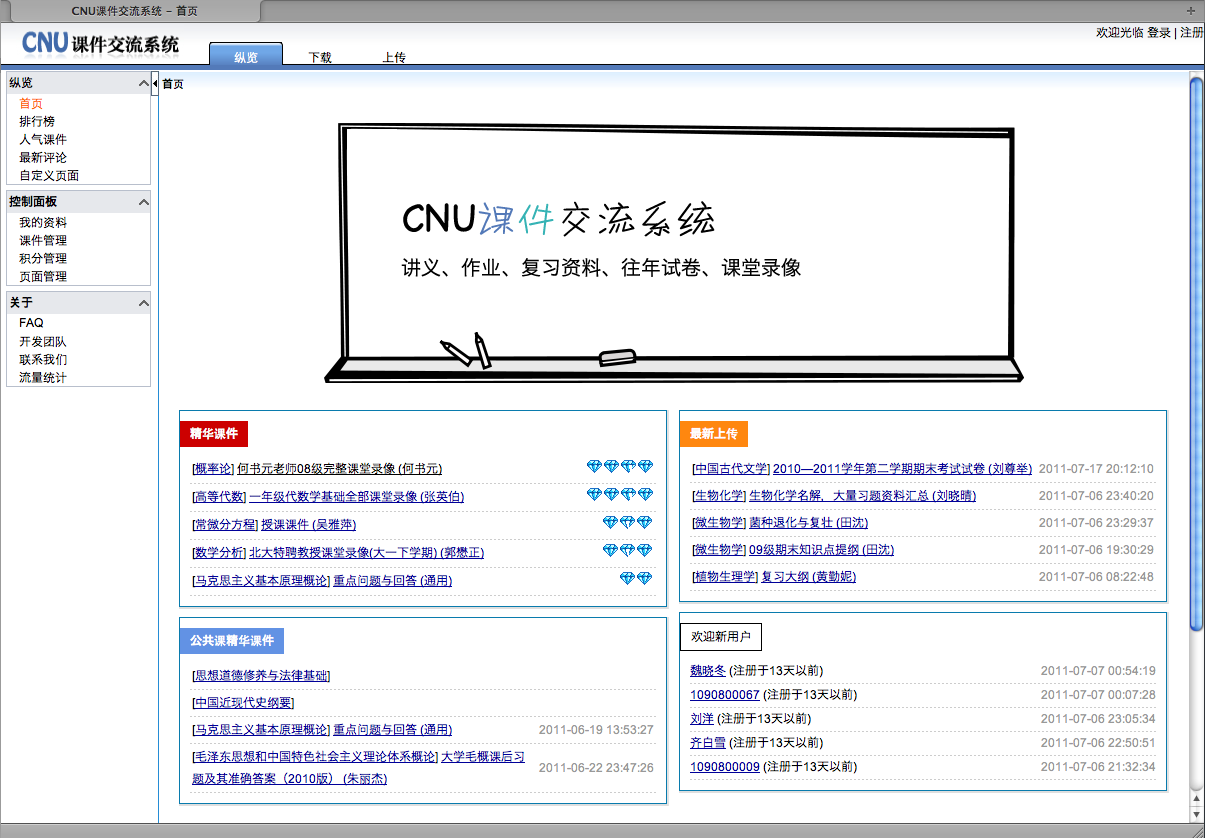 CNU课件交流系统 – 首页
CNU课件交流系统
欢迎光临 登录 | 注册
纵览 下载 上传
纵览
首页
排行榜
人气课件
最新评论
自定义页面
控制面板
我的资料
课件管理
积分管理
页面管理
关于
FAQ
开发团队
联系我们
流量统计
首页
CNU课件交流系统
讲义、作业、复习资料、往年试卷、课堂录像
精华课件
[概率论] 何书元老师08级完整课堂录像 (何书元)
[高等代数] 一年级代数学基础全部课堂录像 (张英伯)
[常微分方程] 授课课件 (吴雅萍)
[数学分析] 北大特聘教授课堂录像(大一下学期) (郭懋正)
[马克思主义基本原理概论] 重点问题与回答 (通用)
公共课精华课件
[思想道德修养与法律基础]
[中国近现代史纲要]
[马克思主义基本原理概论] 重点问题与回答 (通用) 2011-06-19 13:53:27
[毛泽东思想和中国特色社会主义理论体系概论] 大学毛概课后习
题及其准确答案（2010版） (朱丽杰) 2011-06-22 23:47:26
最新上传
[中国古代文学] 2010—2011学年第二学期期末考试试卷 (刘尊举) 2011-07-17 20:12:10
[生物化学] 生物化学名解，大量习题资料汇总 (刘晓晴) 2011-07-06 23:40:20
[微生物学] 菌种退化与复壮 (田沈) 2011-07-06 23:29:37
[微生物学] 09级期末知识点提纲 (田沈) 2011-07-06 19:30:29
[植物生理学] 复习大纲 (黄勤妮) 2011-07-06 08:22:48
欢迎新用户
魏晓冬 (注册于13天以前) 2011-07-07 00:54:19
1090800067 (注册于13天以前) 2011-07-07 00:07:28
刘洋 (注册于13天以前) 2011-07-06 23:05:34
齐白雪 (注册于13天以前) 2011-07-06 22:50:51
1090800009 (注册于13天以前) 2011-07-06 21:32:34